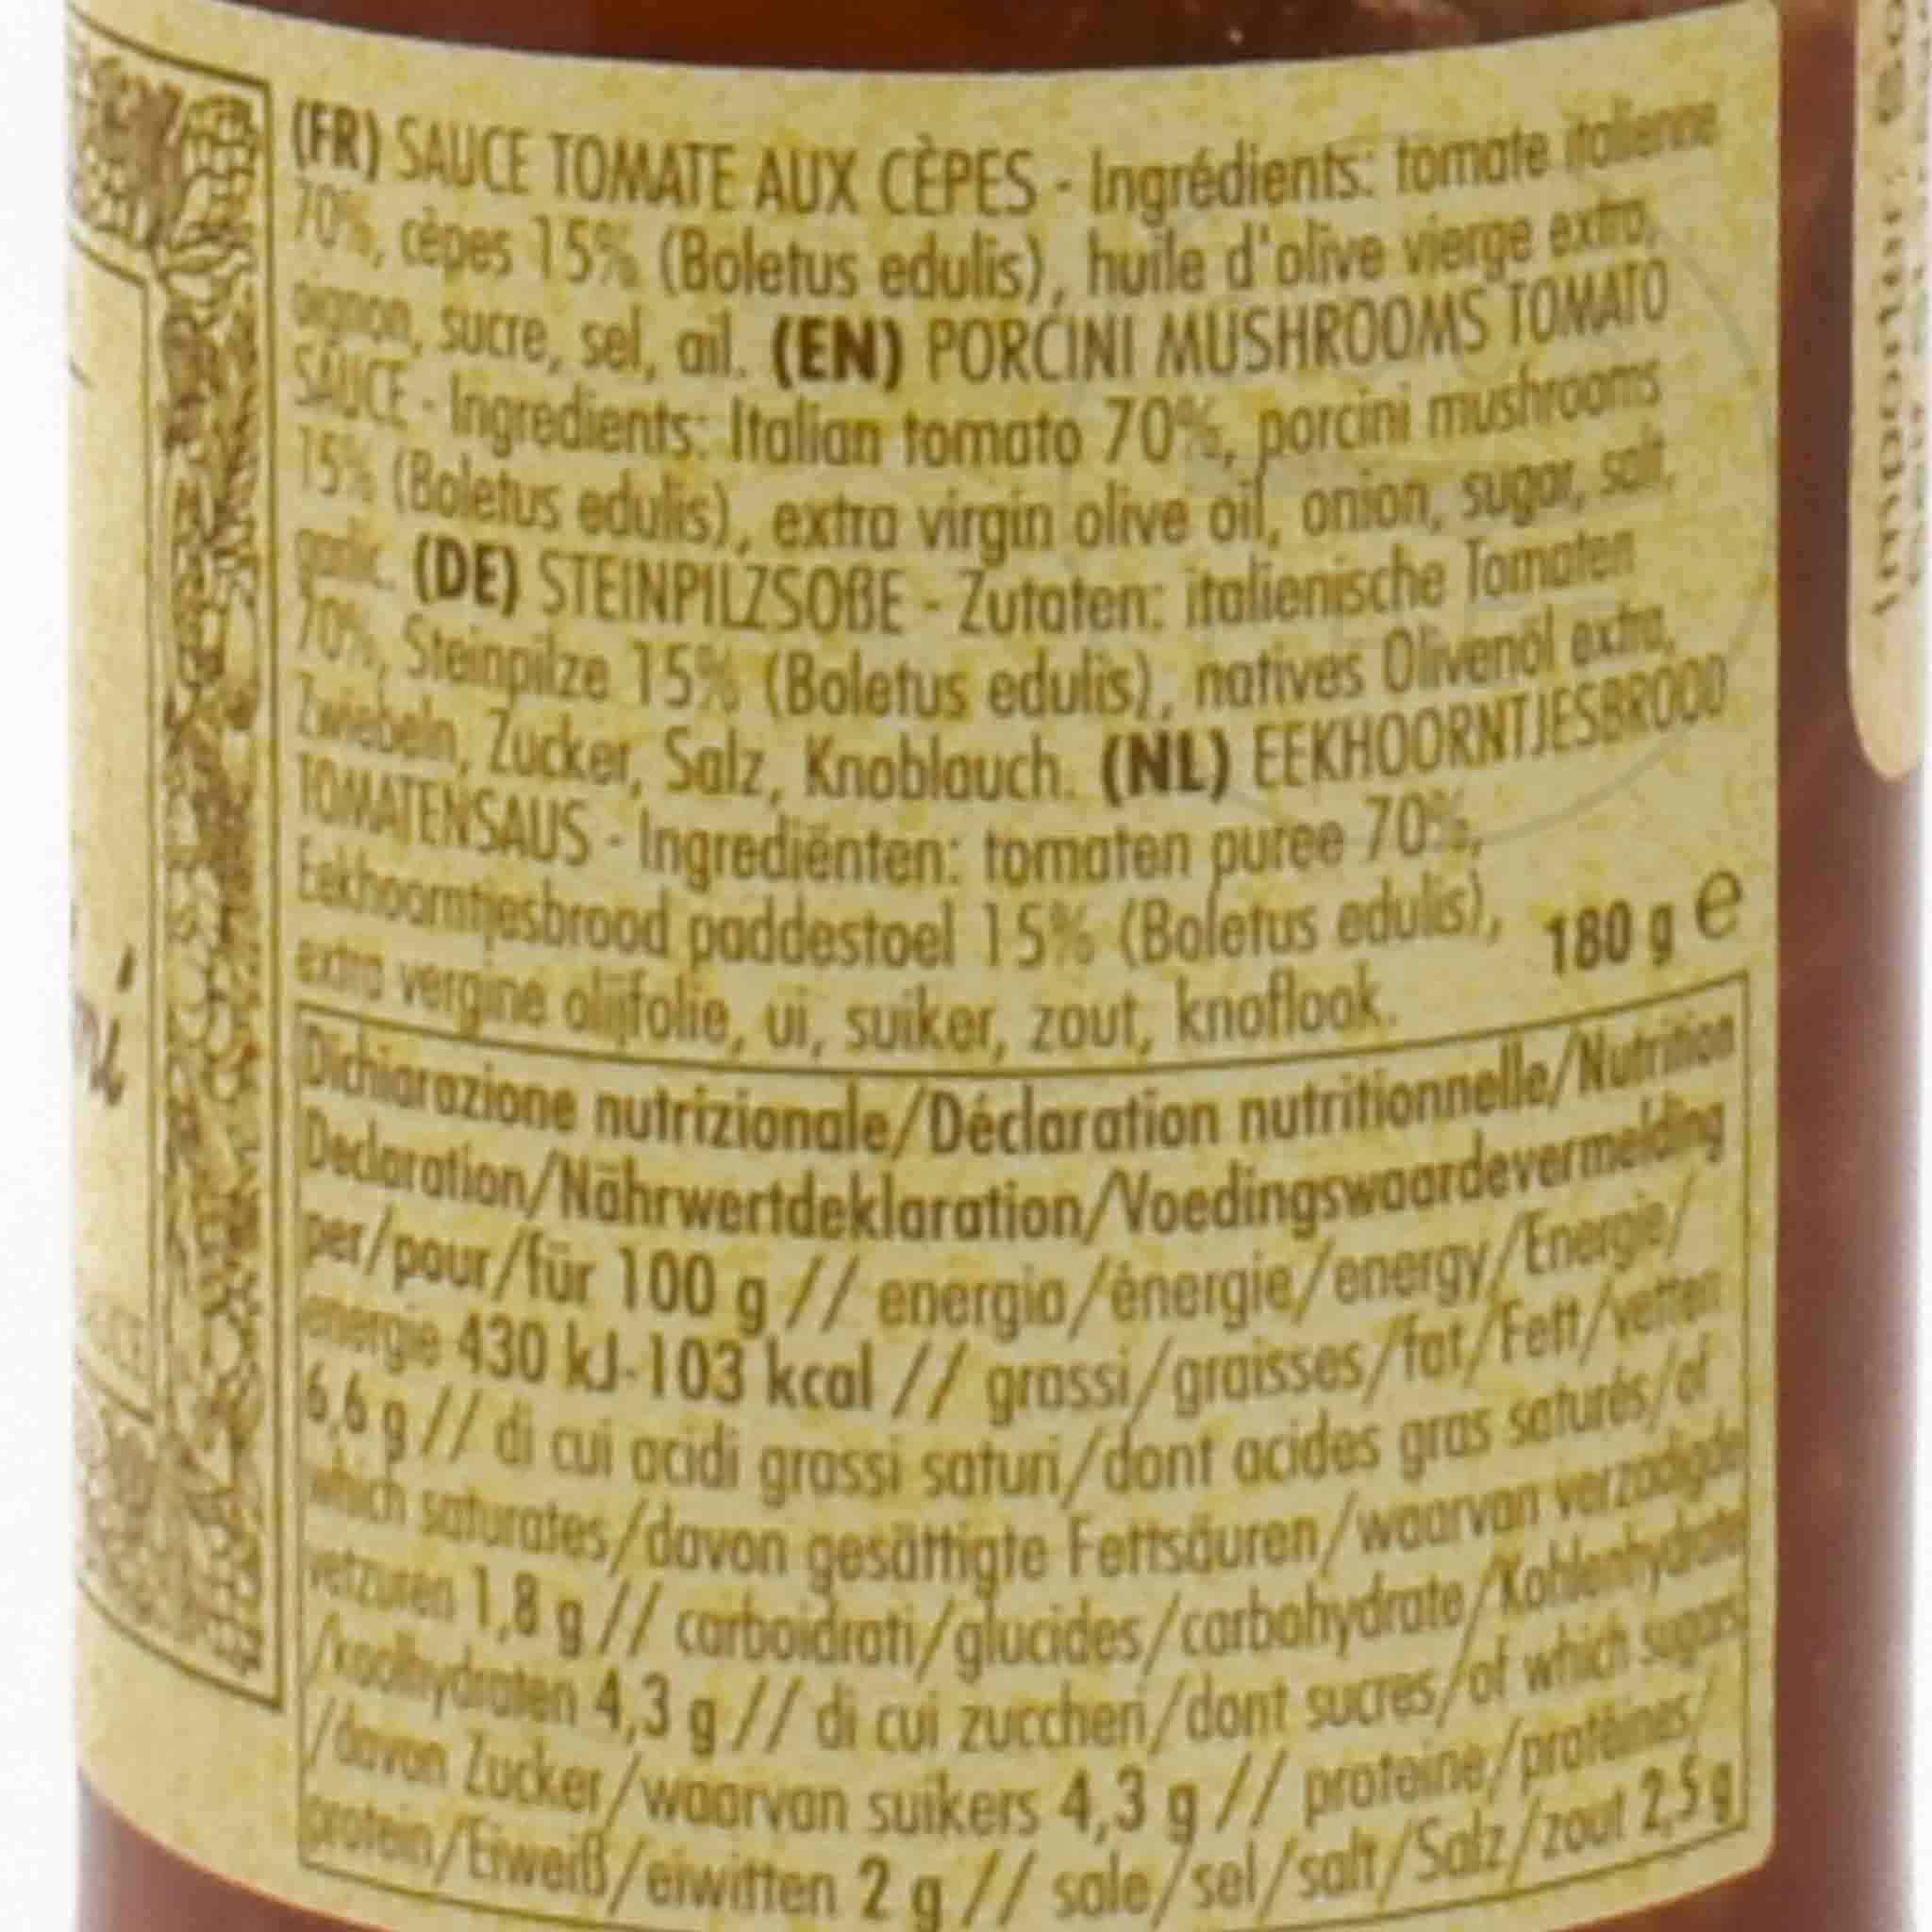 (FR) SAUCE TOMATE AUX CÈPES - Ingrédients: tomate italienne
70%, cèpes 15% (Boletus edulis), huile d'olive vierge extra,
oignon, sucre, sel, ail. (EN) PORCINI MUSHROOMS TOMATO
SAUCE - Ingredients: Italian tomato 70%, porcini mushrooms
15% (Boletus edulis), extra virgin olive oil, onion, sugar, salt,
garlic. (DE) STEINPILZSOßE - Zutaten: italienische Tomaten
70%, Steinpilze 15% (Boletus edulis), natives Olivenöl extra,
Zwiebeln, Zucker, Salz, Knoblauch. (NL) EEKHOORNTJESBROOD
TOMATENSAUS - Ingrediënten: tomaten puree 70%,
Eekhoorntjesbrood paddestoel 15% (Boletus edulis),
extra vergine olijfolie, ui, suiker, zout, knoflook.
180 g e
Dichiarazione nutrizionale/Déclaration nutritionnelle/Nutrition
Declaration/Nährwertdeklaration/Voedingswaardevermelding
per/pour/für 100 g // energia/énergie/energy/Energie/
energie 430 kJ-103 kcal // grassi/graisses/fat/Fett/vetten
6,6 g // di cui acidi grassi saturi/dont acides gras saturés/of
which saturates/davon gesättigte Fettsäuren/waarvan verzadigde
vetzuren 1,8 g // carboidrati/glucides/carbohydrate/Kohlenhydrate
/koolhydraten 4,3 g // di cui zuccheri/dont sucres/of which sugars
/davon Zucker/waarvan suikers 4,3 g // proteine/protéines/
protein/Eiweiß/eiwitten 2 g // sale/sel/salt/Salz/zout 2,5 g